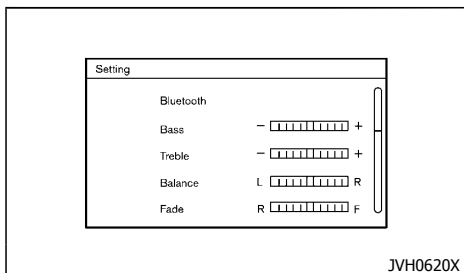 Setting
Bluetooth
Bass - +
Treble - +
Balance L R
Fade R F
JVH0620X